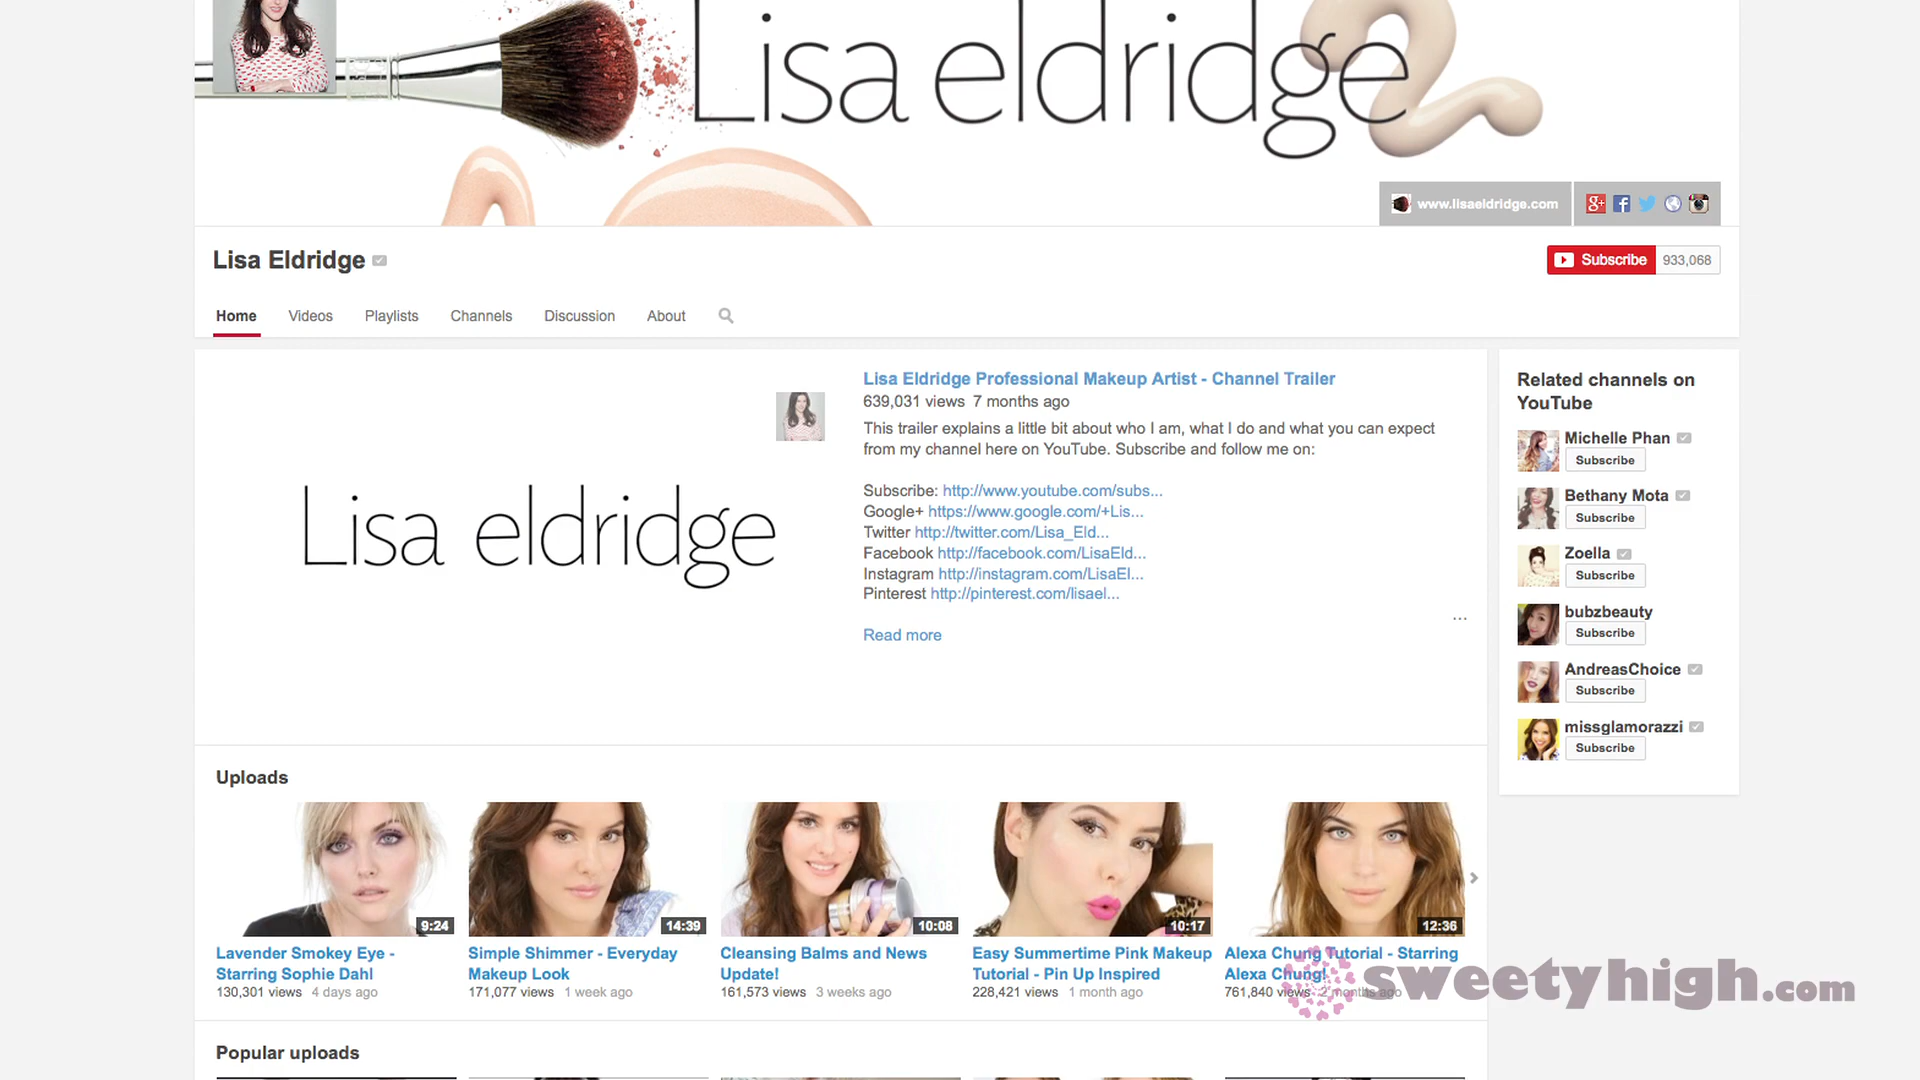 Lisa eldridge
www.lisaeldridge.com
Lisa Eldridge
Subscribe 933,068
Home Videos Playlists Channels Discussion About
Lisa eldridge
Lisa Eldridge Professional Makeup Artist - Channel Trailer
639,031 views 7 months ago
This trailer explains a little bit about who I am, what I do and what you can expect
from my channel here on YouTube. Subscribe and follow me on:
Subscribe: http://www.youtube.com/subs...
Google+ https://www.google.com/+Lis...
Twitter http://twitter.com/Lisa_Eld...
Facebook http://facebook.com/LisaEld...
Instagram http://instagram.com/LisaEl...
Pinterest http://pinterest.com/lisael...
...
Read more
Related channels on
YouTube
Michelle Phan
Subscribe
Bethany Mota
Subscribe
Zoella
Subscribe
bubzbeauty
Subscribe
AndreasChoice
Subscribe
missglamorazzi
Subscribe
Uploads
9:24
Lavender Smokey Eye -
Starring Sophie Dahl
130,301 views 4 days ago
14:39
Simple Shimmer - Everyday
Makeup Look
171,077 views 1 week ago
10:08
Cleansing Balms and News
Update!
161,573 views 3 weeks ago
10:17
Easy Summertime Pink Makeup
Tutorial - Pin Up Inspired
228,421 views 1 month ago
12:36
Alexa Chung Tutorial - Starring
Alexa Chung!
761,840 views 2 months ago
sweetyhigh.com
Popular uploads